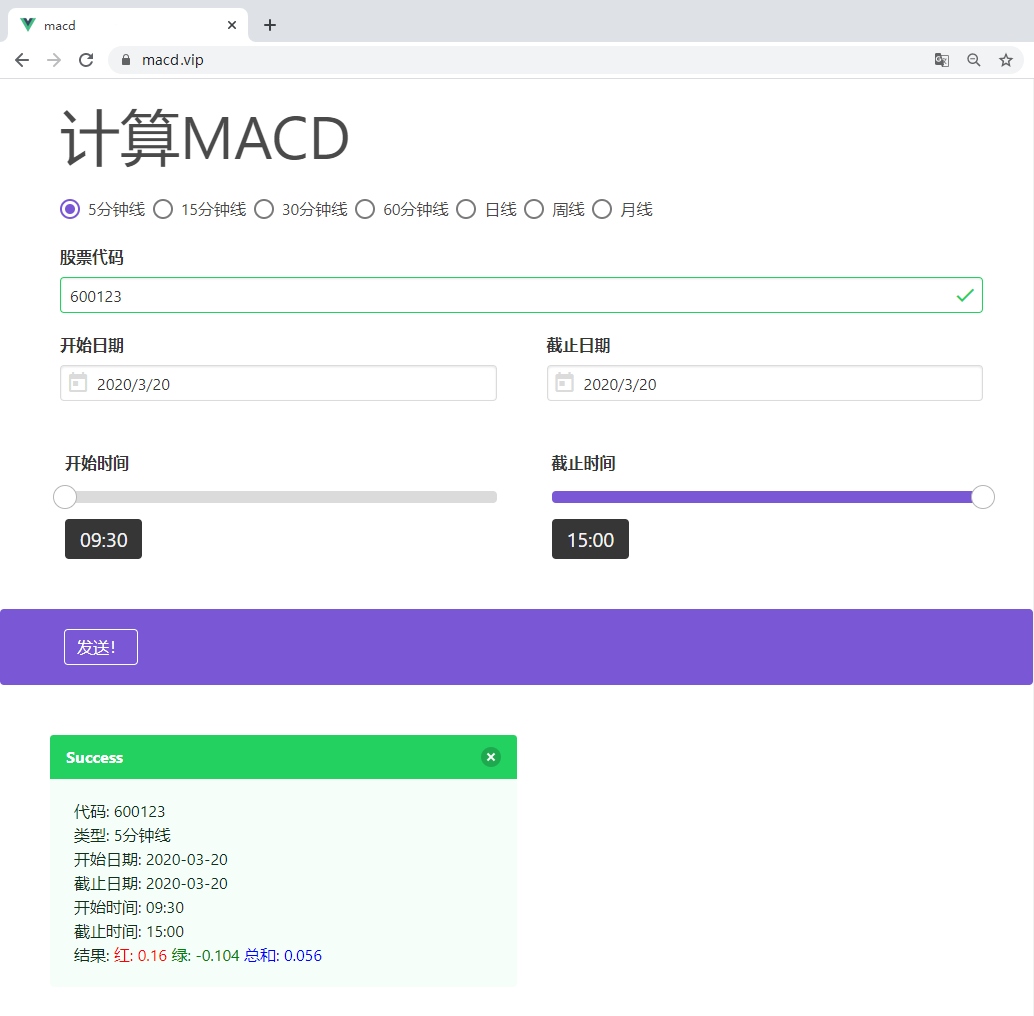 macd
macd.vip
计算MACD
5分钟线 15分钟线 30分钟线 60分钟线 日线 周线 月线
股票代码
600123
开始日期 截止日期
2020/3/20 2020/3/20
开始时间 截止时间
09:30 15:00
发送!
Success
代码: 600123
类型: 5分钟线
开始日期: 2020-03-20
截止日期: 2020-03-20
开始时间: 09:30
截止时间: 15:00
结果: 红: 0.16 绿: -0.104 总和: 0.056